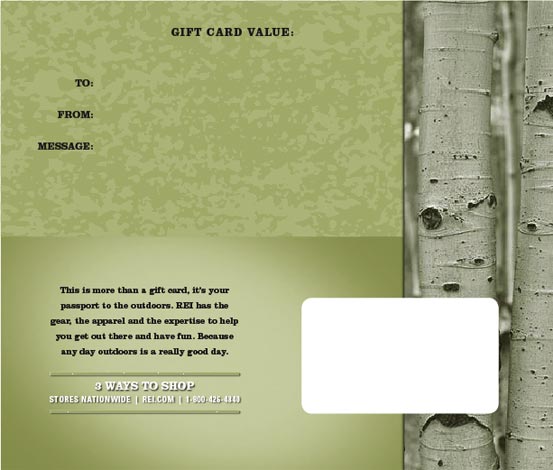 GIFT CARD VALUE:
TO:
FROM:
MESSAGE:
This is more than a gift card, it's your
passport to the outdoors. REI has the
gear, the apparel and the expertise to help
you get out there and have fun. Because
any day outdoors is a really good day.
3 WAYS TO SHOP
STORES NATIONWIDE | REI.COM | 1-800-426-4840